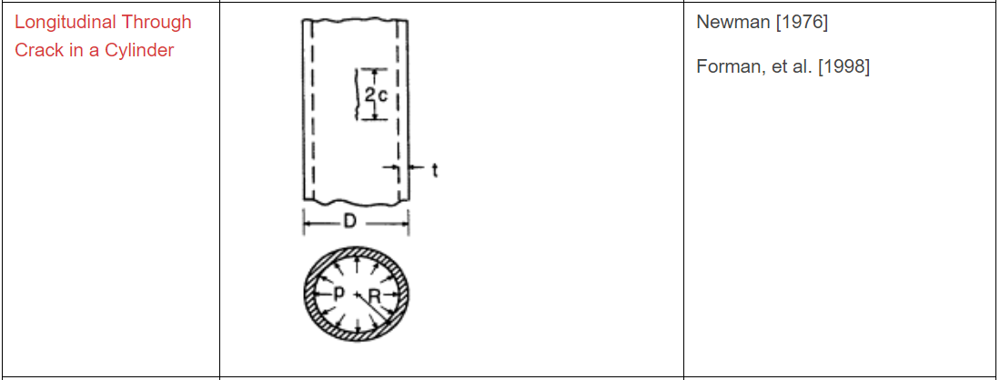 Longitudinal Through
Crack in a Cylinder
2c
t
D
P
R
Newman [1976]
Forman, et al. [1998]